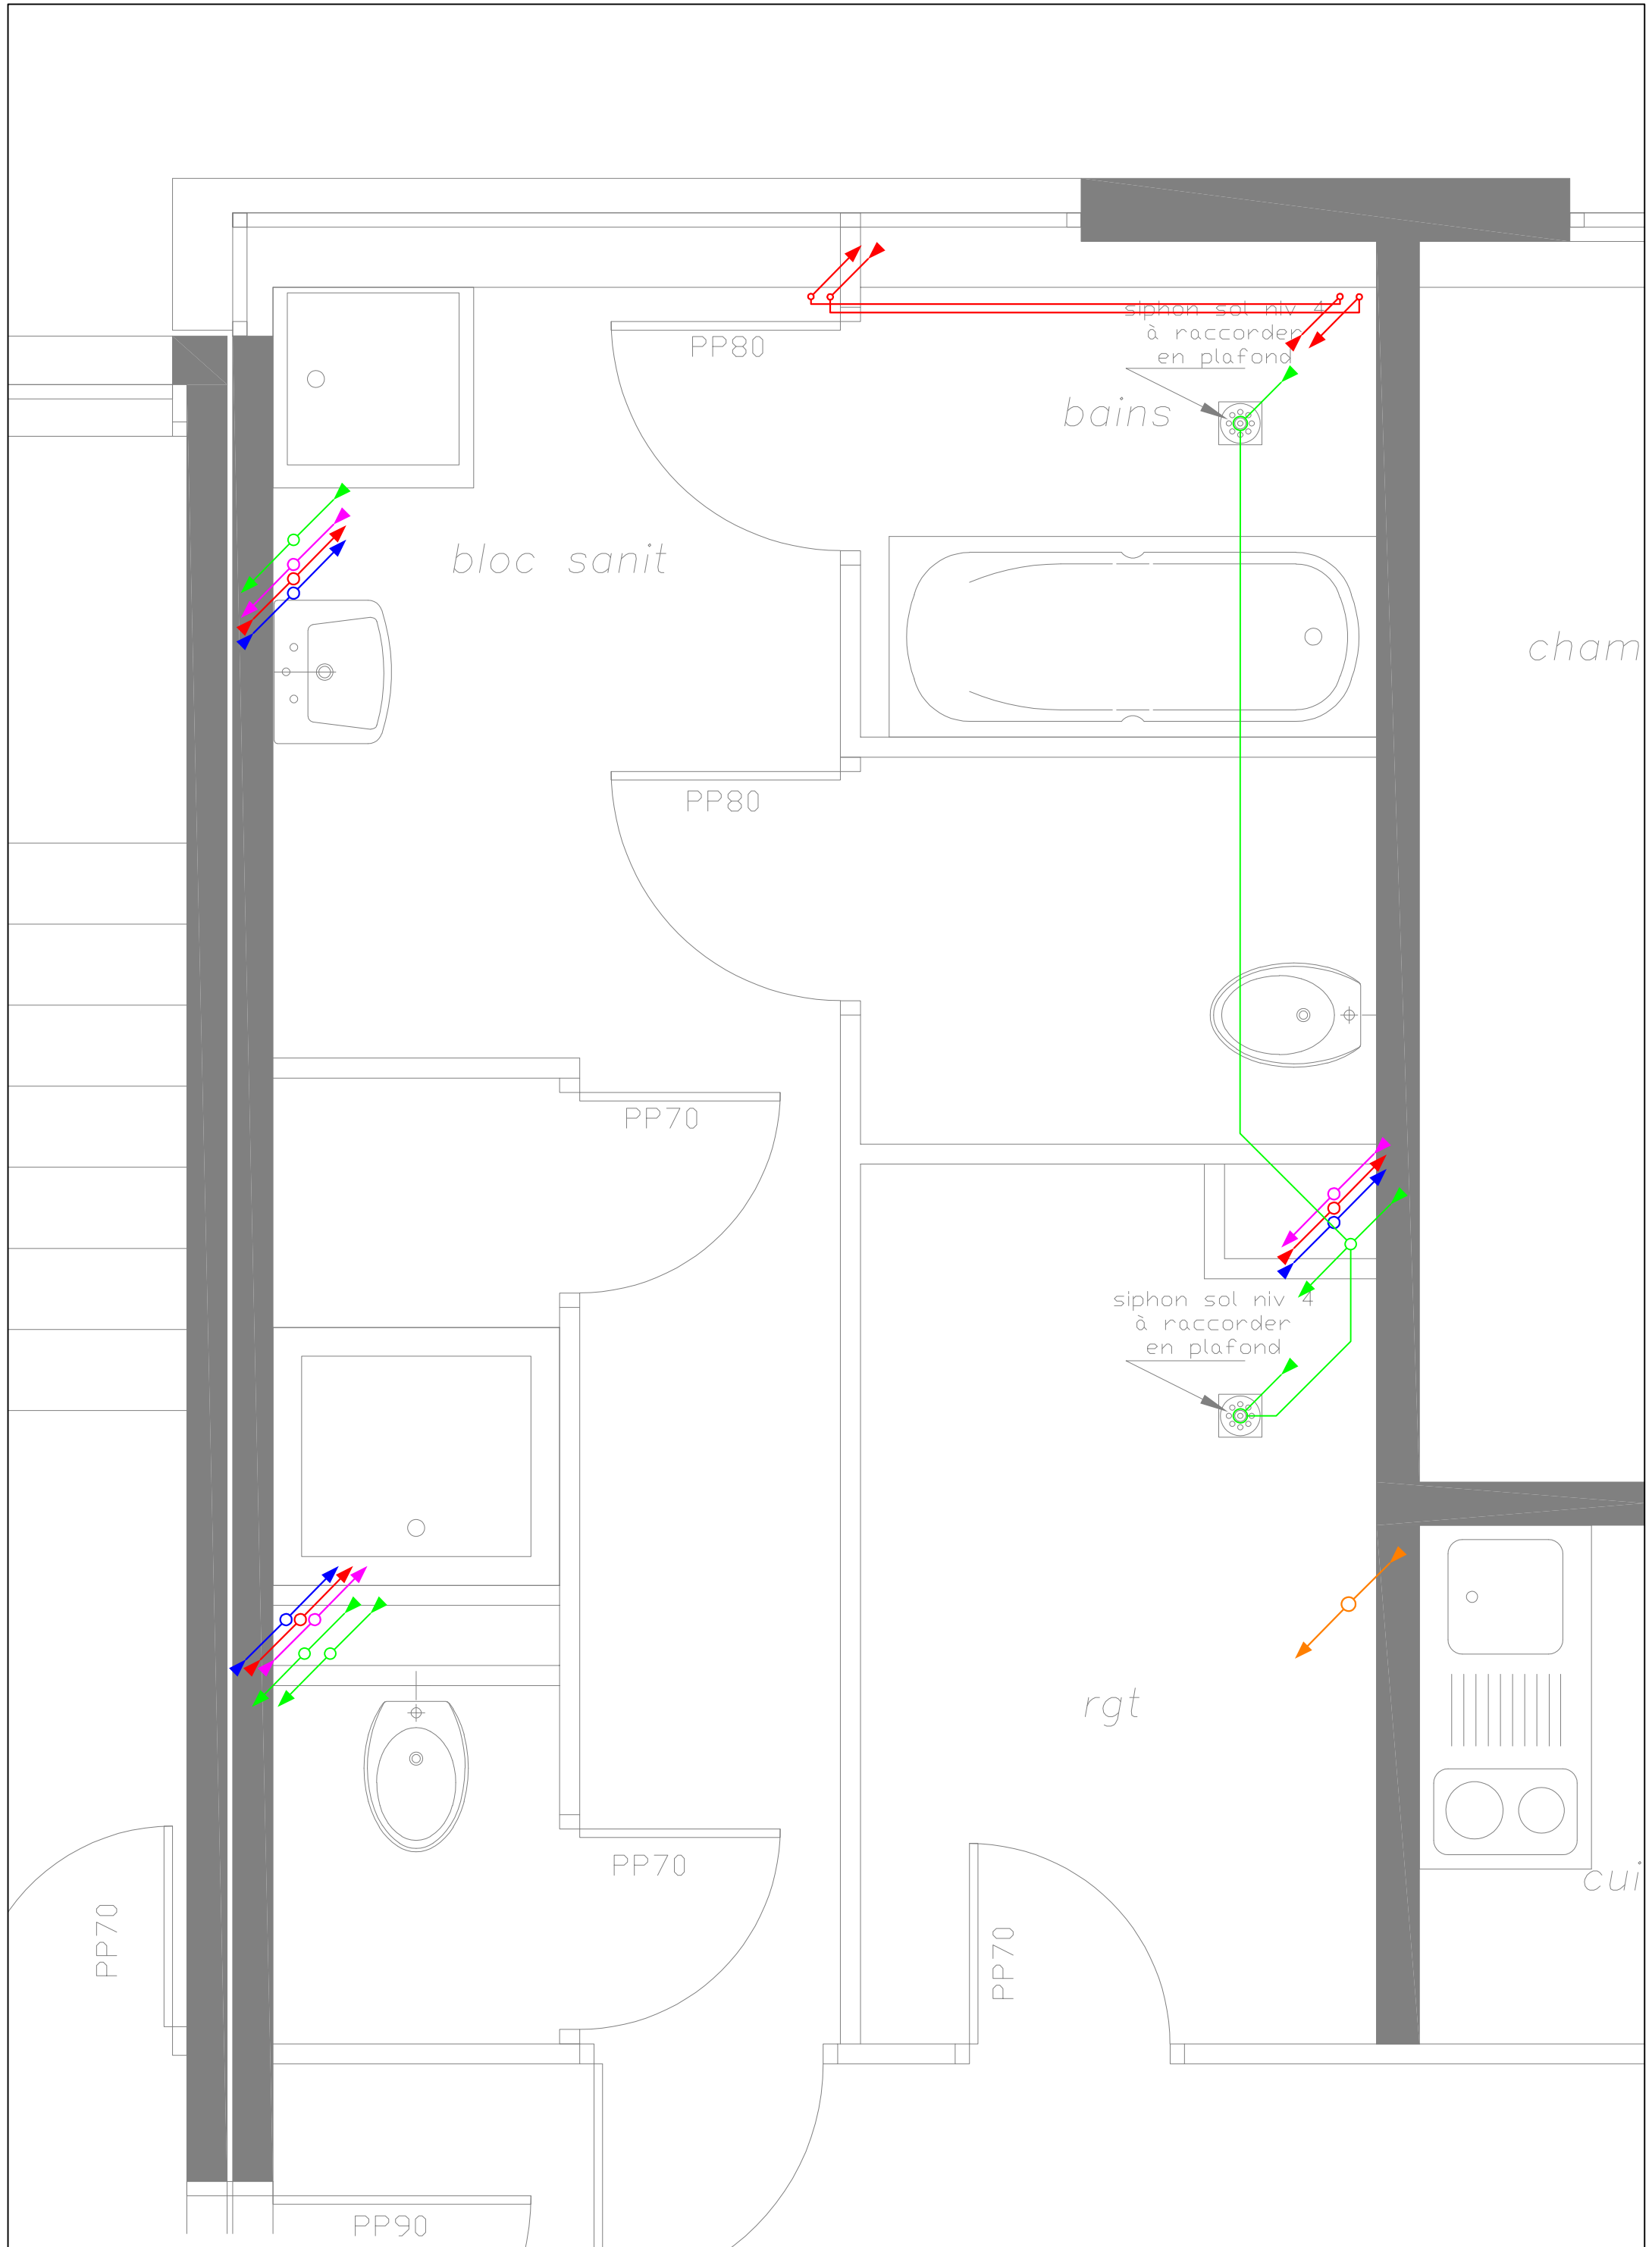 PP80
siphon sol niv 4
à raccorder
en plafond
bains
bloc sanit
cham
PP80
PP70
siphon sol niv 4
à raccorder
en plafond
rgt
PP70
cui
PP70
PP70
PP90